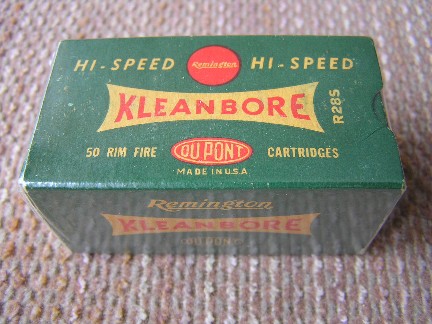 HI-SPEED Remington HI-SPEED
KLEANBORE
R285
50 RIM FIRE DU PONT CARTRIDGES
MADE IN U.S.A
Remington
KLEANBORE
DU PONT